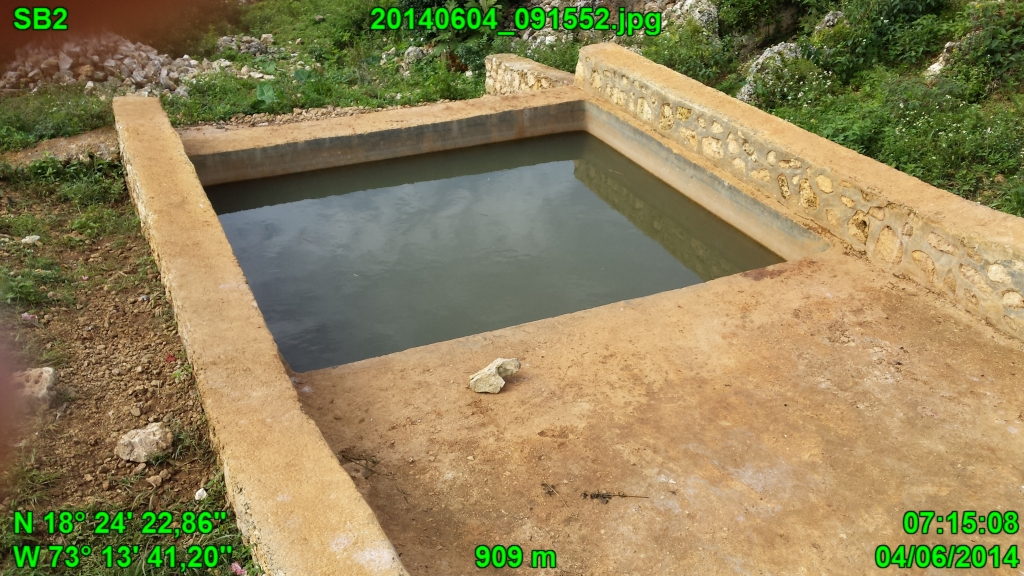 SB2
20140604_091552.jpg
N 18° 24' 22,86"
W 73° 13' 41,20"
909 m
07:15:08
04/06/2014